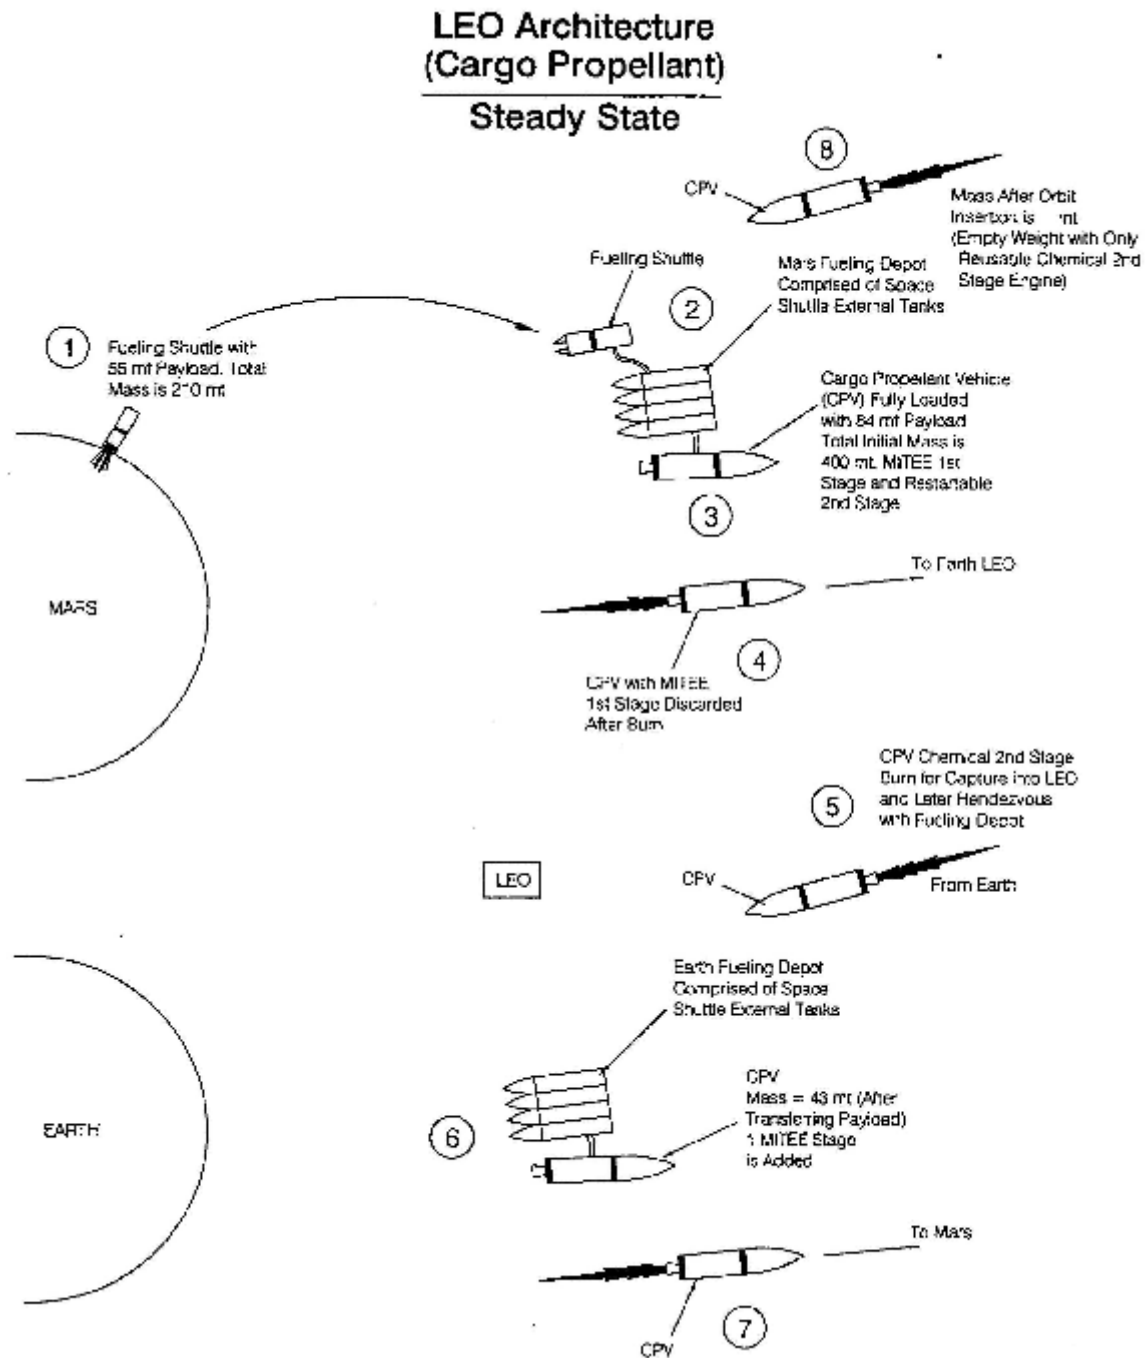 LEO Architecture
(Cargo Propellant)
Steady State
8
CPV
Mass After Orbit
Insertion is mt
(Empty Weight with Only
Reusable Chemical 2nd
Stage Engine)
Fueling Shuttle
2
Mars Fueling Depot
Comprised of Space
Shuttle External Tanks
1
Fueling Shuttle with
55 mt Payload. Total
Mass is 210 mt
Cargo Propellant Vehicle
(CPV) Fully Loaded
with 84 mt Payload
Total Initial Mass is
400 mt. MITEE 1st
Stage and Restartable
2nd Stage
3
MARS
To Earth LEO
4
CPV with MITEE
1st Stage Discarded
After Burn
CPV Chemical 2nd Stage
Burn for Capture into LEO
and Later Rendezvous
with Fueling Depot
5
LEO
CPV
From Earth
Earth Fueling Depot
Comprised of Space
Shuttle External Tanks
CPV
Mass = 43 mt (After
Transferring Payload)
1 MITEE Stage
is Added
6
EARTH
To Mars
7
CPV